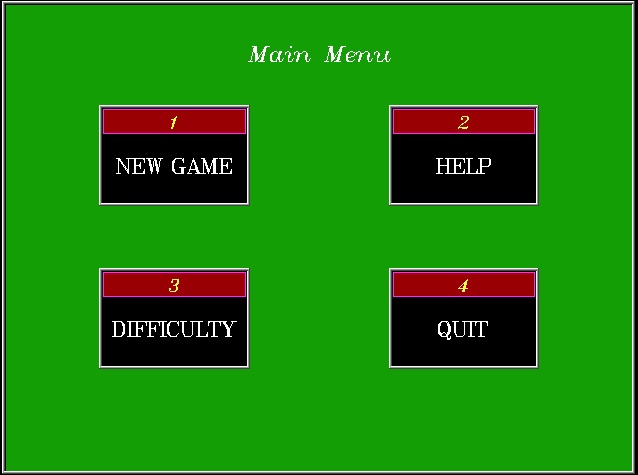 Main Menu
1
NEW GAME
2
HELP
3
DIFFICULTY
4
QUIT